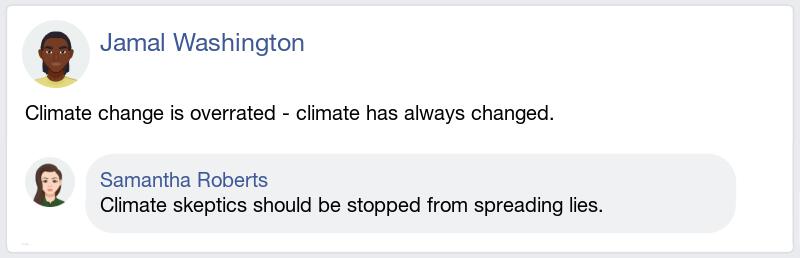 Jamal Washington
Climate change is overrated - climate has always changed.
Samantha Roberts
Climate skeptics should be stopped from spreading lies.